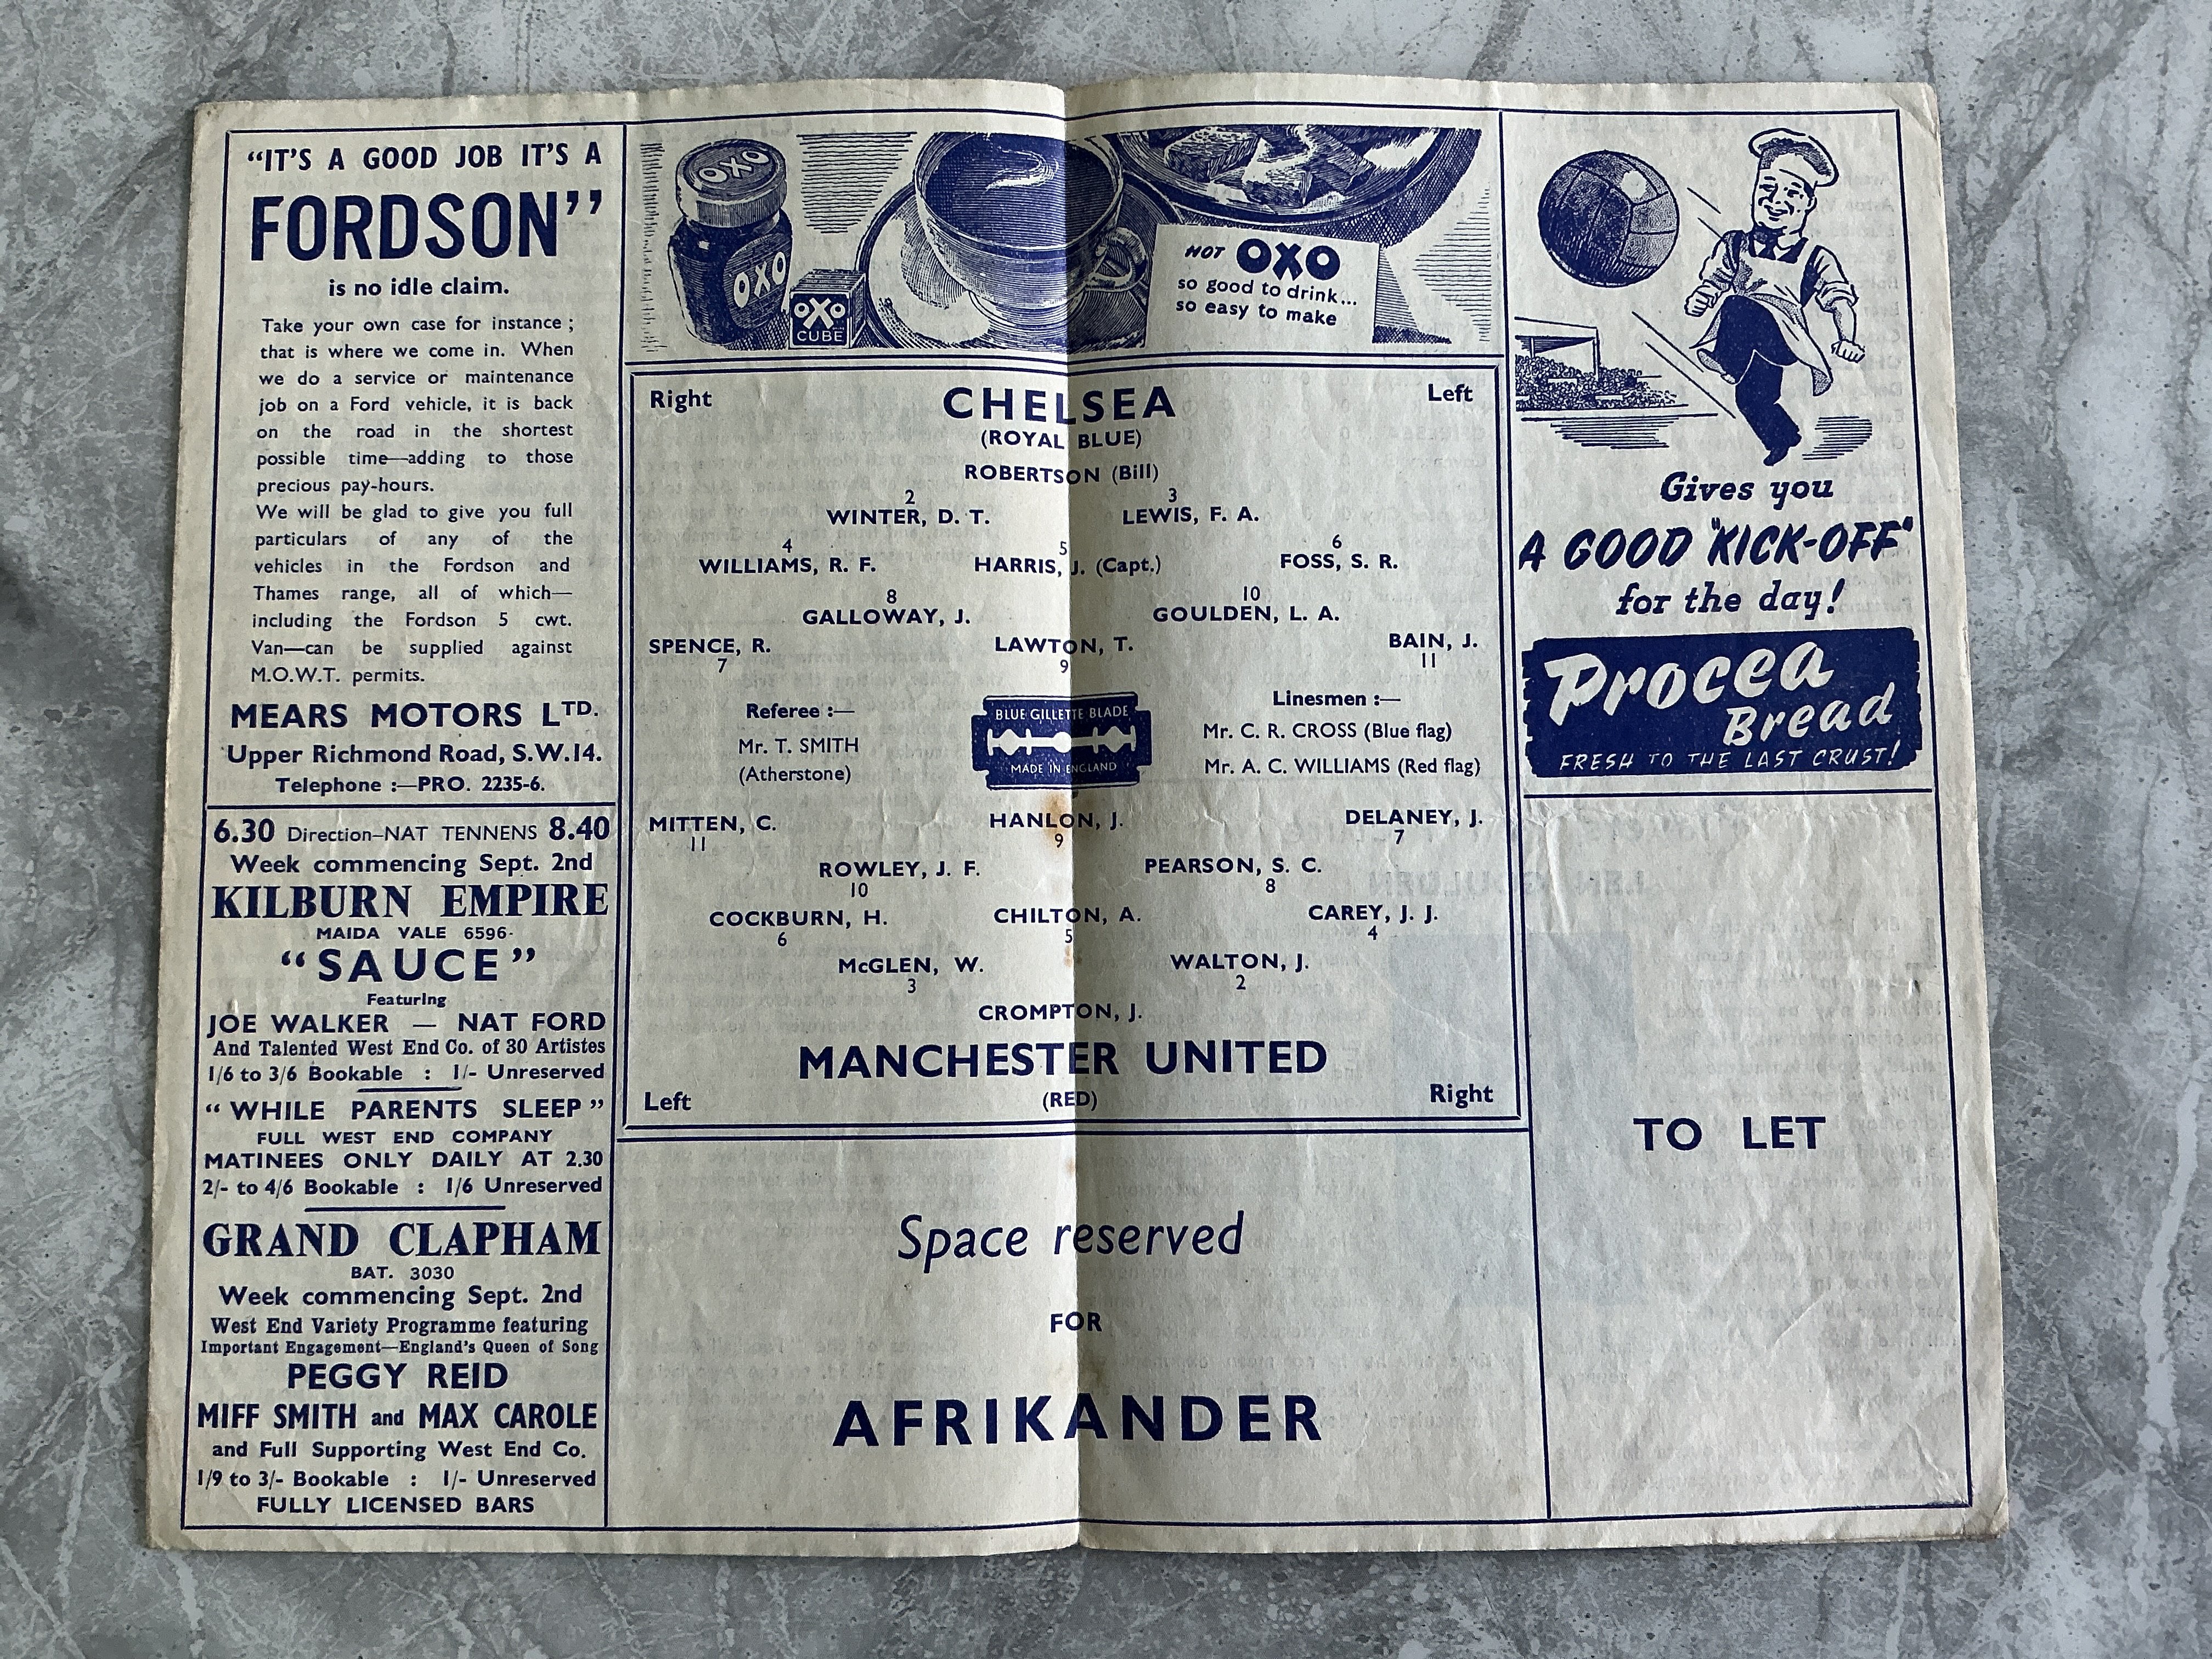 “IT’S A GOOD JOB IT’S A
FORDSON”
is no idle claim.
Take your own case for instance ;
that is where we come in. When
we do a service or maintenance
job on a Ford vehicle, it is back
on the road in the shortest
possible time—adding to those
precious pay-hours.
We will be glad to give you full
particulars of any of the
vehicles in the Fordson and
Thames range, all of which—
including the Fordson 5 cwt.
Van—can be supplied against
M.O.W.T. permits.
MEARS MOTORS LTD.
Upper Richmond Road, S.W.14.
Telephone :—PRO. 2235-6.
6.30 Direction—NAT TENNENS 8.40
Week commencing Sept. 2nd
KILBURN EMPIRE
MAIDA VALE 6596.
“SAUCE”
Featuring
JOE WALKER — NAT FORD
And Talented West End Co. of 30 Artistes
1/6 to 3/6 Bookable : 1/- Unreserved
“WHILE PARENTS SLEEP”
FULL WEST END COMPANY
MATINEES ONLY DAILY AT 2.30
2/- to 4/6 Bookable : 1/6 Unreserved
GRAND CLAPHAM
BAT. 3030
Week commencing Sept. 2nd
West End Variety Programme featuring
Important Engagement—England’s Queen of Song
PEGGY REID
MIFF SMITH and MAX CAROLE
and Full Supporting West End Co.
1/9 to 3/- Bookable : 1/- Unreserved
FULLY LICENSED BARS
OXO
OXO
OXO
CUBE
HOT OXO
so good to drink...
so easy to make
Right CHELSEA Left
(ROYAL BLUE)
ROBERTSON (Bill)
2 3
WINTER, D. T. LEWIS, F. A.
4 5 6
WILLIAMS, R. F. HARRIS, J. (Capt.) FOSS, S. R.
8 10
GALLOWAY, J. GOULDEN, L. A.
SPENCE, R. LAWTON, T. BAIN, J.
7 9 11
Referee :—
Mr. T. SMITH
(Atherstone)
BLUE GILLETTE BLADE
MADE IN ENGLAND
Linesmen :—
Mr. C. R. CROSS (Blue flag)
Mr. A. C. WILLIAMS (Red flag)
MITTEN, C. HANLON, J. DELANEY, J.
11 9 7
ROWLEY, J. F. PEARSON, S. C.
10 8
COCKBURN, H. CHILTON, A. CAREY, J. J.
6 5 4
McGLEN, W. WALTON, J.
3 2
CROMPTON, J.
MANCHESTER UNITED
Left (RED) Right
Space reserved
FOR
AFRIKANDER
Gives you
A GOOD "KICK-OFF"
for the day!
Procea
Bread
FRESH TO THE LAST CRUST!
TO LET